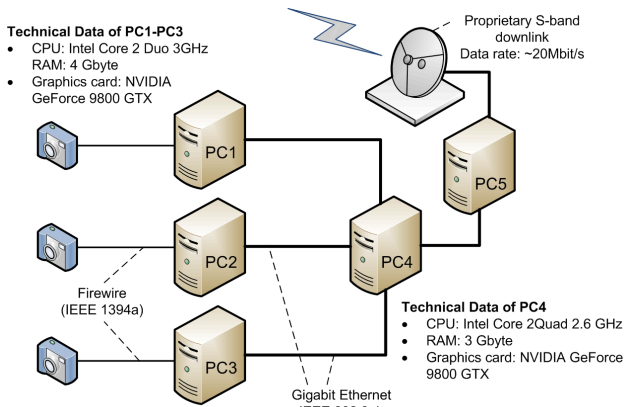 Technical Data of PC1-PC3
• CPU: Intel Core 2 Duo 3GHz
RAM: 4 Gbyte
• Graphics card: NVIDIA
GeForce 9800 GTX
Proprietary S-band
downlink
Data rate: ~20Mbit/s
PC1
PC5
PC2
PC4
Firewire
(IEEE 1394a)
PC3
Technical Data of PC4
• CPU: Intel Core 2Quad 2.6 GHz
• RAM: 3 Gbyte
• Graphics card: NVIDIA GeForce
9800 GTX
Gigabit Ethernet